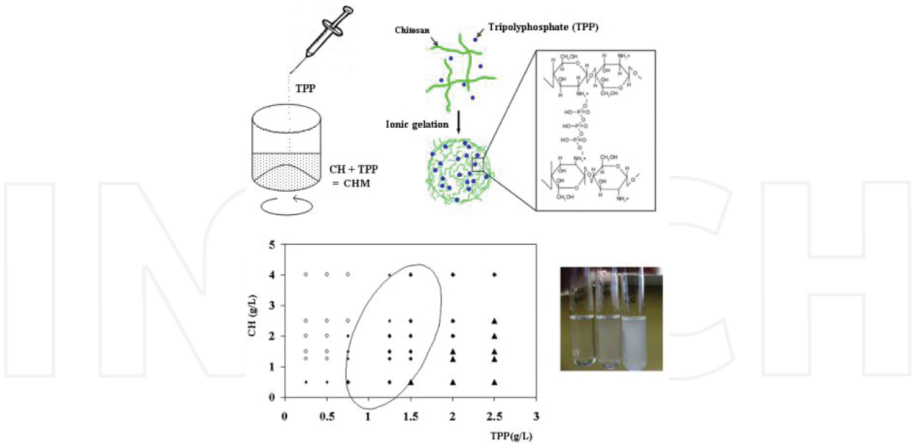 TPP
CH + TPP
= CHM
Chitosan
Tripolyphosphate (TPP)
Ionic gelation
CH (g/L)
5
4
3
2
1
0
0
0.5
1
1.5
2
2.5
3
TPP(g/L)